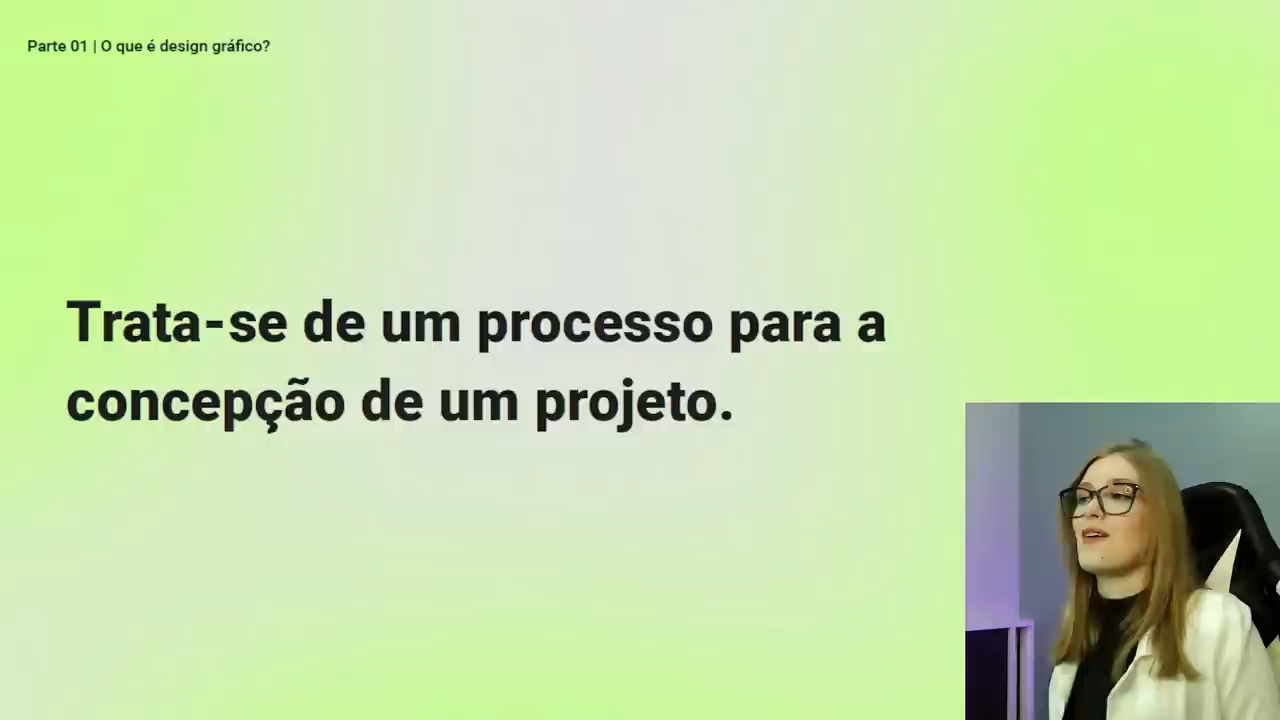 Parte 01 | O que é design gráfico?
Trata-se de um processo para a
concepção de um projeto.